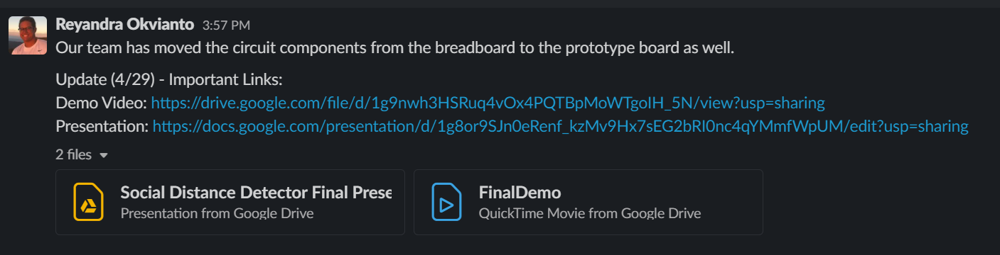 Reyandra Okvianto 3:57 PM
Our team has moved the circuit components from the breadboard to the prototype board as well.
Update (4/29) - Important Links:
Demo Video: https://drive.google.com/file/d/1g9nwh3HSRuq4vOx4PQTBpMoWTgoIH_5N/view?usp=sharing
Presentation: https://docs.google.com/presentation/d/1g8or9SJn0eRenf_kzMv9Hx7sEG2bRI0nc4qYMmfWpUM/edit?usp=sharing
2 files
Social Distance Detector Final Prese
Presentation from Google Drive
FinalDemo
QuickTime Movie from Google Drive